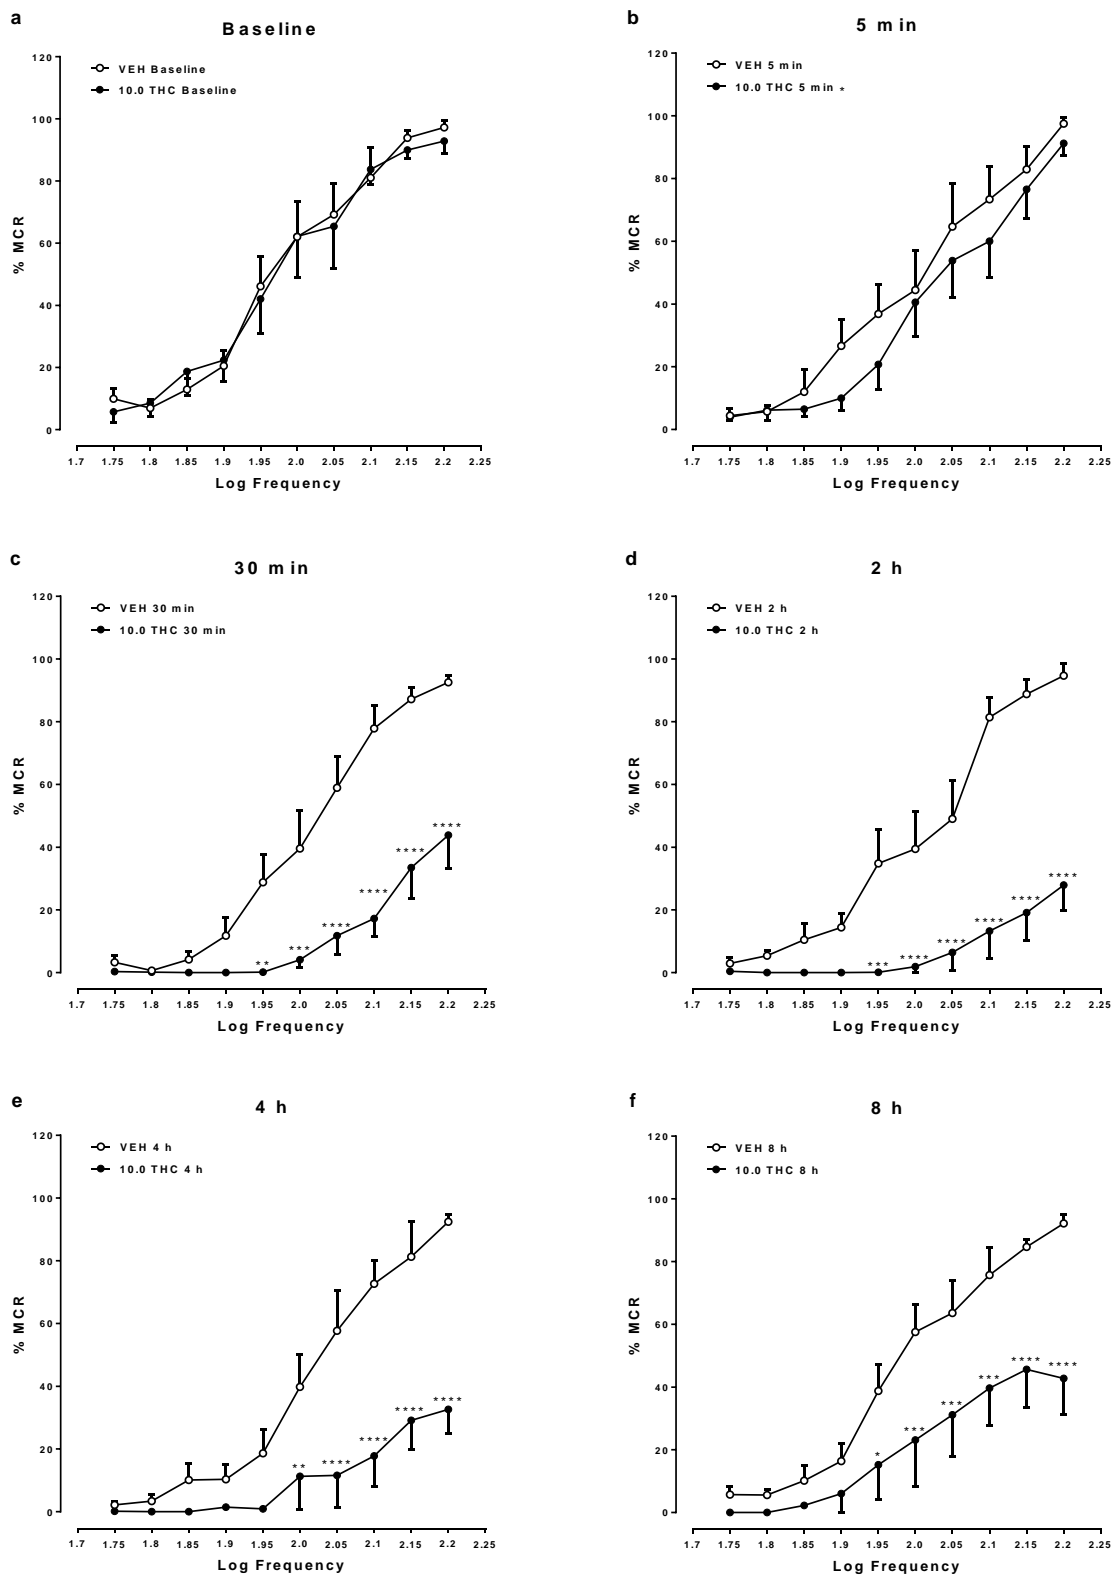 a
Baseline
VEH Baseline
10.0 THC Baseline
% MCR
120
100
80
60
40
20
0
1.7 1.75 1.8 1.85 1.9 1.95 2.0 2.05 2.1 2.15 2.2 2.25
Log Frequency
b
5 min
VEH 5 min
10.0 THC 5 min *
% MCR
120
100
80
60
40
20
0
1.7 1.75 1.8 1.85 1.9 1.95 2.0 2.05 2.1 2.15 2.2 2.25
Log Frequency
c
30 min
VEH 30 min
10.0 THC 30 min
% MCR
120
100
80
60
40
20
0
** *** **** **** **** ****
1.7 1.75 1.8 1.85 1.9 1.95 2.0 2.05 2.1 2.15 2.2 2.25
Log Frequency
d
2 h
VEH 2 h
10.0 THC 2 h
% MCR
120
100
80
60
40
20
0
*** **** **** **** **** ****
1.7 1.75 1.8 1.85 1.9 1.95 2.0 2.05 2.1 2.15 2.2 2.25
Log Frequency
e
4 h
VEH 4 h
10.0 THC 4 h
% MCR
120
100
80
60
40
20
0
** **** **** **** ****
1.7 1.75 1.8 1.85 1.9 1.95 2.0 2.05 2.1 2.15 2.2 2.25
Log Frequency
f
8 h
VEH 8 h
10.0 THC 8 h
% MCR
120
100
80
60
40
20
0
* *** *** *** **** ****
1.7 1.75 1.8 1.85 1.9 1.95 2.0 2.05 2.1 2.15 2.2 2.25
Log Frequency